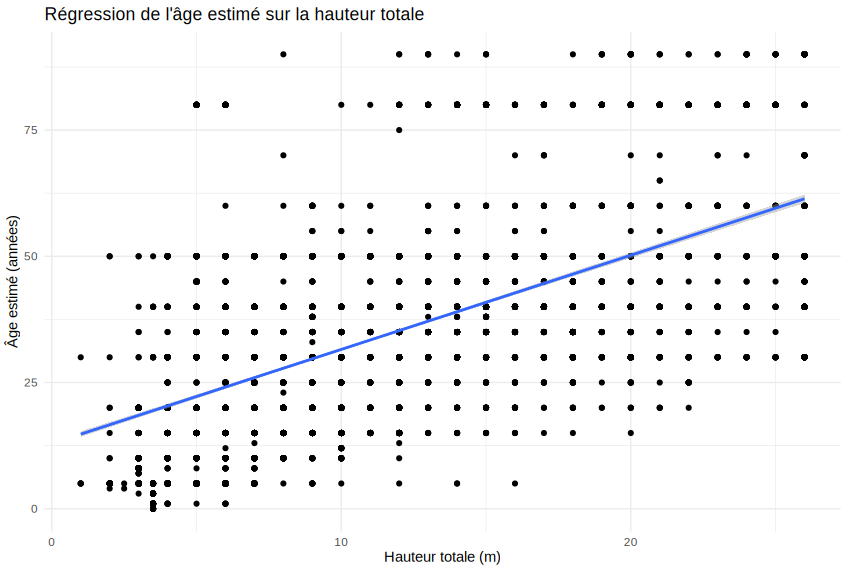 Régression de l'âge estimé sur la hauteur totale
Âge estimé (années)
75
50
25
0
0
10
20
Hauteur totale (m)